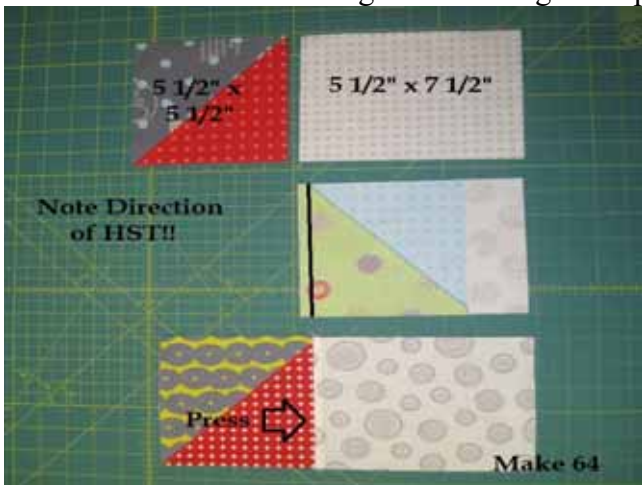 5 1/2" x
5 1/2"
5 1/2" x 7 1/2"
Note Direction
of HST!!
Press
Make 64